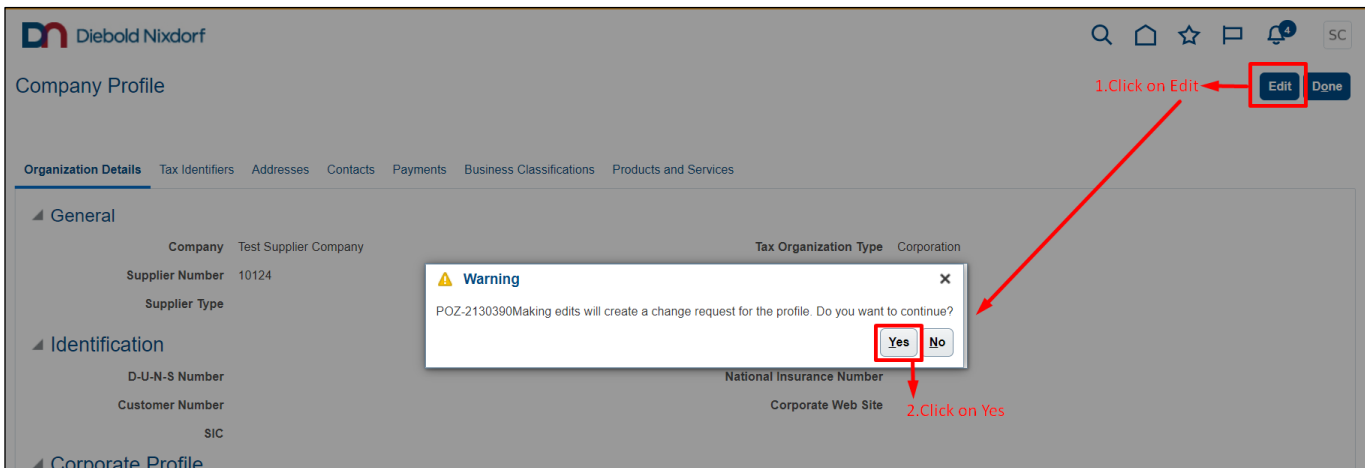 DN Diebold Nixdorf
4
SC
Company Profile
1.Click on Edit
Edit
Done
Organization Details Tax Identifiers Addresses Contacts Payments Business Classifications Products and Services
General
Company Test Supplier Company
Tax Organization Type Corporation
Supplier Number 10124
Supplier Type
Warning
POZ-2130390Making edits will create a change request for the profile. Do you want to continue?
Yes
No
Identification
D-U-N-S Number
National Insurance Number
Customer Number
Corporate Web Site
2.Click on Yes
SIC
Corporate Profile